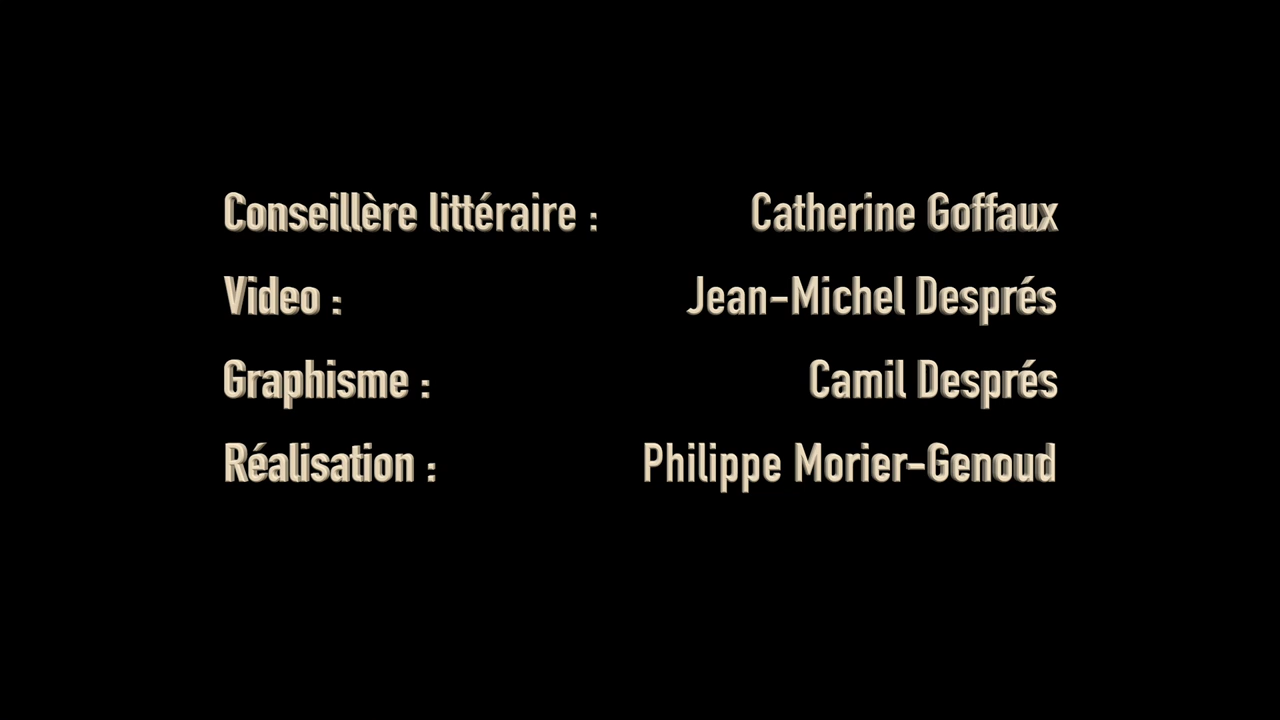 Conseillère littéraire : Catherine Goffaux
Video : Jean-Michel Després
Graphisme : Camil Després
Réalisation : Philippe Morier-Genoud